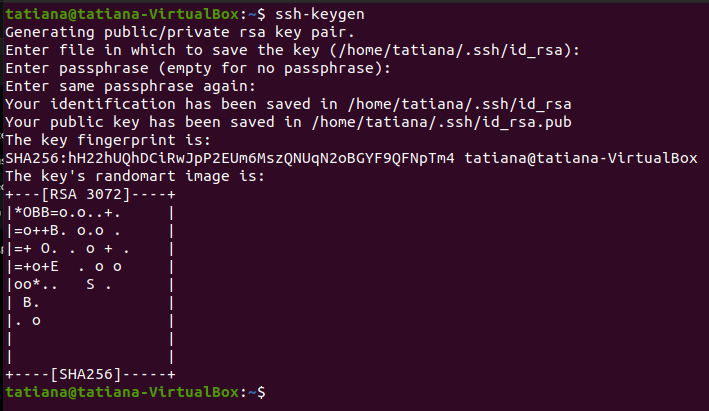 tatiana@tatiana-VirtualBox:~$ ssh-keygen
Generating public/private rsa key pair.
Enter file in which to save the key (/home/tatiana/.ssh/id_rsa):
Enter passphrase (empty for no passphrase):
Enter same passphrase again:
Your identification has been saved in /home/tatiana/.ssh/id_rsa
Your public key has been saved in /home/tatiana/.ssh/id_rsa.pub
The key fingerprint is:
SHA256:hH22hUQhDCiRwJpP2EUm6MszQNUqN2oBGYF9QFNpTm4 tatiana@tatiana-VirtualBox
The key's randomart image is:
+---[RSA 3072]----+
|*OBB=o.o..+.     |
|=o++B. o.o .     |
|=+ O. . o + .    |
|=+o+E  . o o     |
|oo*..   S .      |
| B.              |
|. o              |
|                 |
|                 |
+----[SHA256]-----+
tatiana@tatiana-VirtualBox:~$